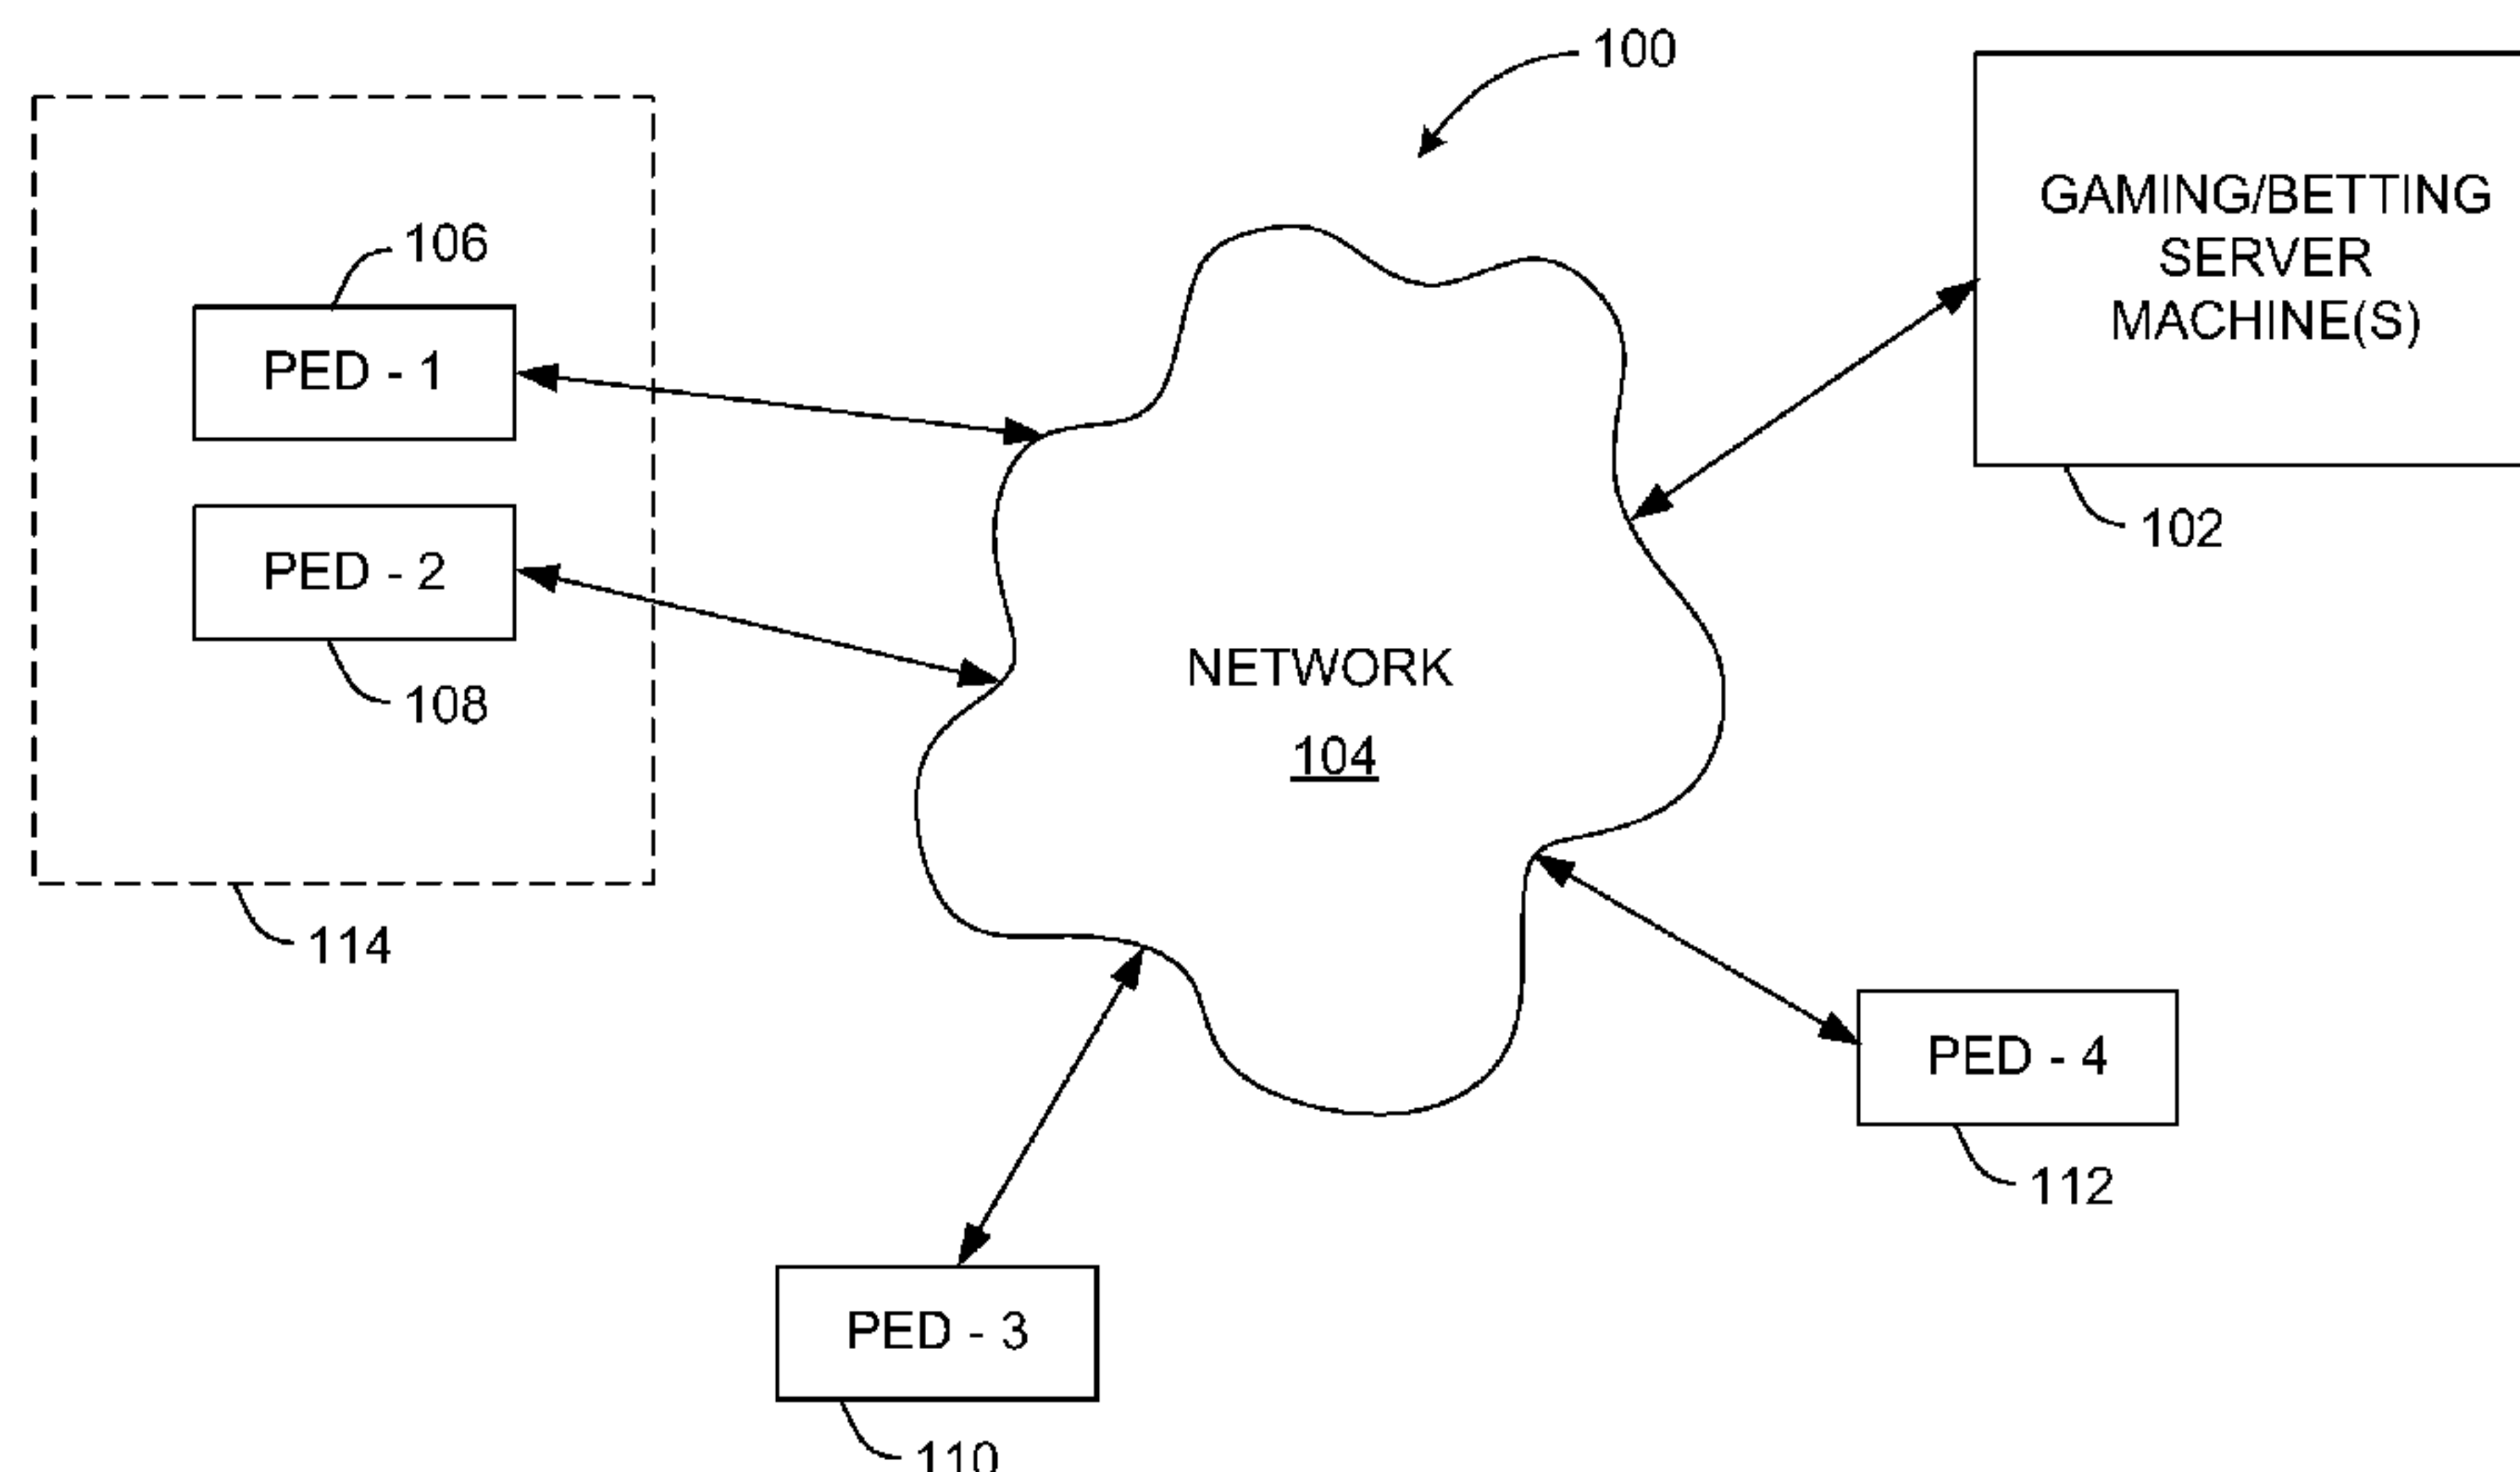 100
GAMING/BETTING
SERVER
MACHINE(S)
102
106
PED - 1
PED - 2
108
114
NETWORK
104
PED - 4
112
PED - 3
110